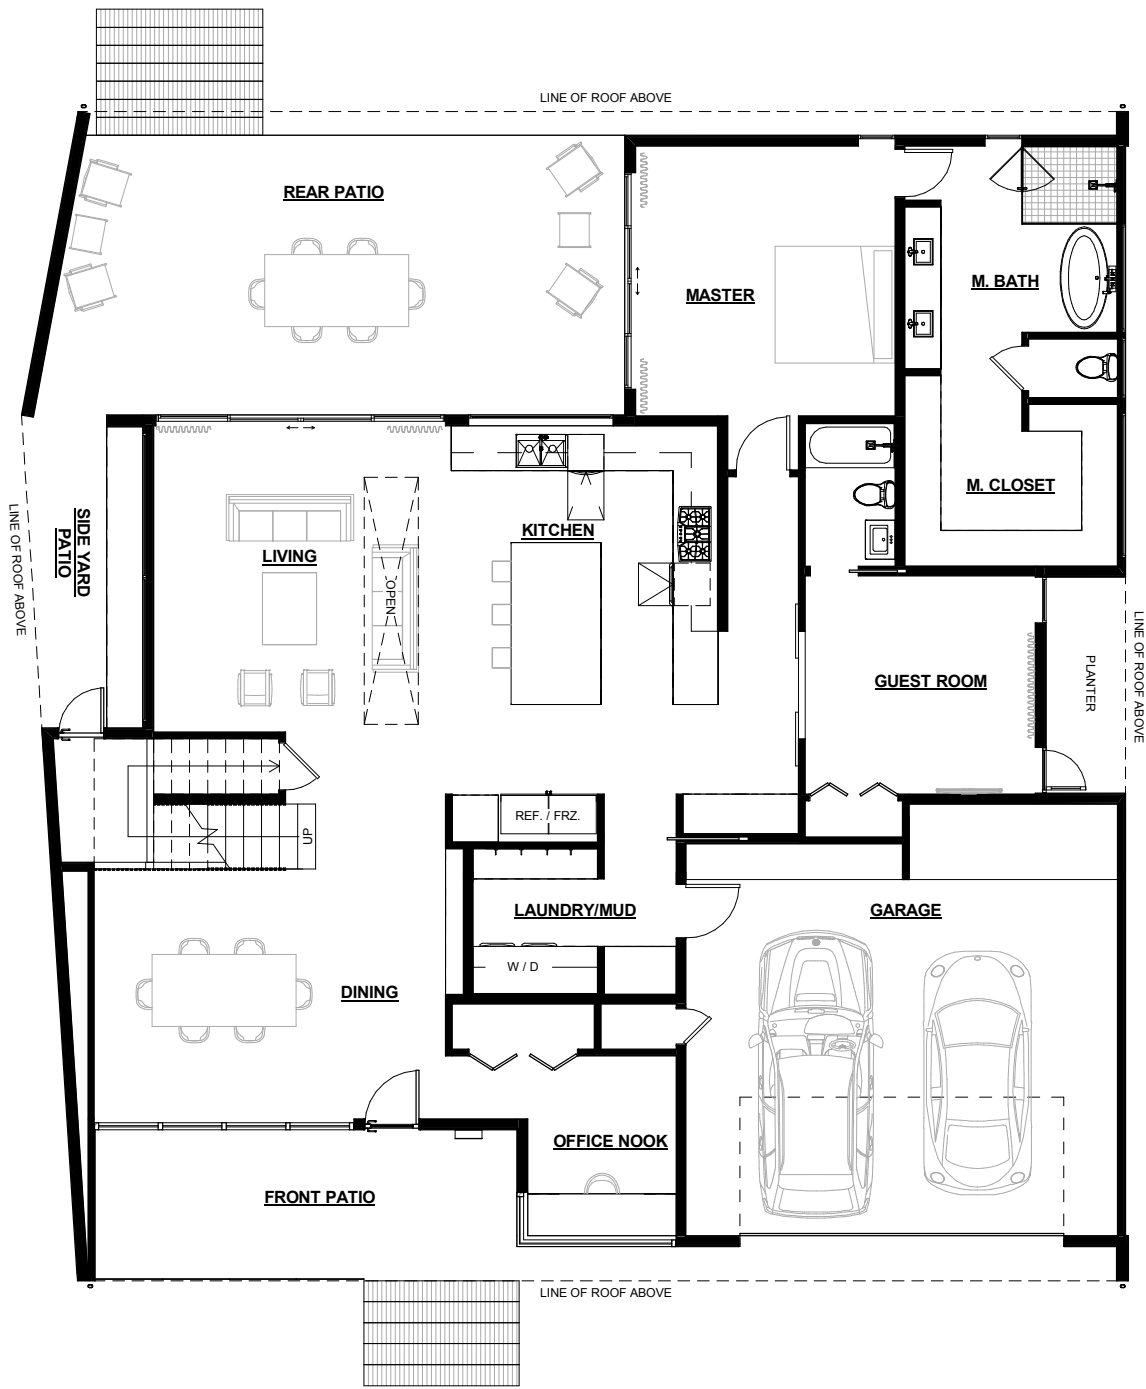 LINE OF ROOF ABOVE
REAR PATIO
MASTER
M. BATH
M. CLOSET
SIDE YARD
PATIO
LINE OF ROOF ABOVE
LIVING
OPEN
KITCHEN
GUEST ROOM
PLANTER
LINE OF ROOF ABOVE
UP
REF. / FRZ.
LAUNDRY/MUD
GARAGE
W / D
DINING
OFFICE NOOK
FRONT PATIO
LINE OF ROOF ABOVE